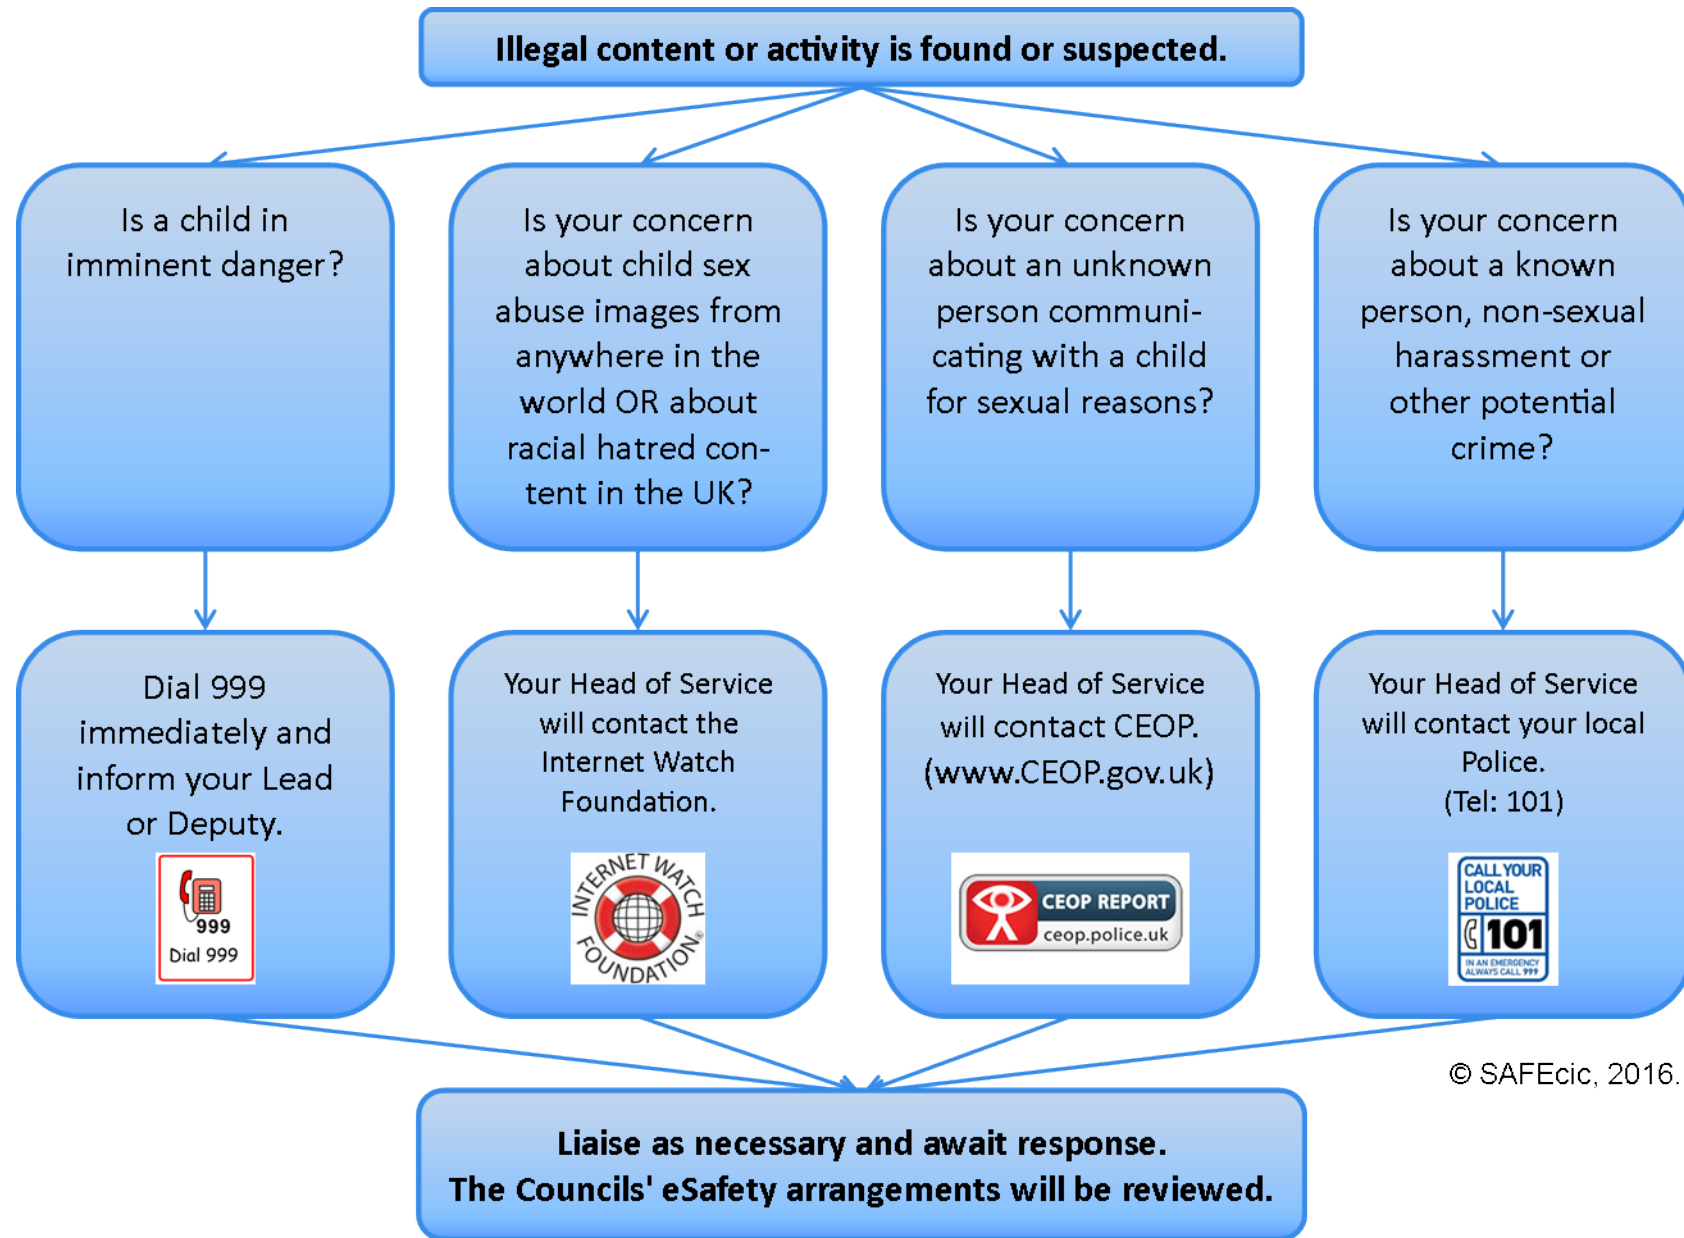 Illegal content or activity is found or suspected.
Is a child in
imminent danger?
Is your concern
about child sex
abuse images from
anywhere in the
world OR about
racial hatred con-
tent in the UK?
Is your concern
about an unknown
person communi-
cating with a child
for sexual reasons?
Is your concern
about a known
person, non-sexual
harassment or
other potential
crime?
Dial 999
immediately and
inform your Lead
or Deputy.
999
Dial 999
Your Head of Service
will contact the
Internet Watch
Foundation.
INTERNET WATCH
FOUNDATION®
Your Head of Service
will contact CEOP.
(www.CEOP.gov.uk)
CEOP REPORT
ceop.police.uk
Your Head of Service
will contact your local
Police.
(Tel: 101)
CALL YOUR
LOCAL
POLICE
101
IN AN EMERGENCY
ALWAYS CALL 999
© SAFEcic, 2016.
Liaise as necessary and await response.
The Councils' eSafety arrangements will be reviewed.